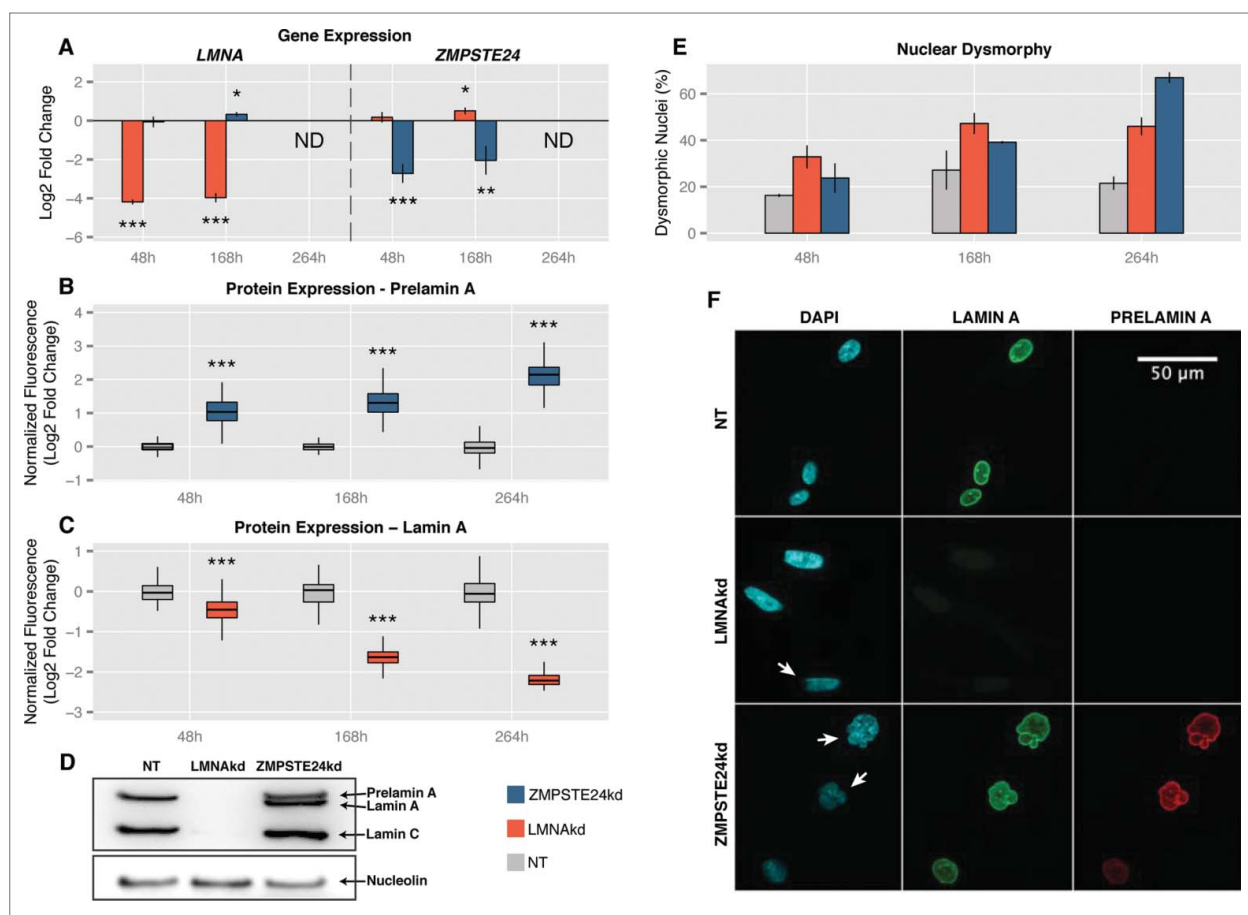 A
Gene Expression
LMNA
ZMPSTE24
Log2 Fold Change
2
0
−2
−4
−6
***
*
***
ND
***
*
**
ND
48h
168h
264h
48h
168h
264h
B
Protein Expression - Prelamin A
Normalized Fluorescence
(Log2 Fold Change)
4
3
2
1
0
−1
***
***
***
48h
168h
264h
C
Protein Expression – Lamin A
Normalized Fluorescence
(Log2 Fold Change)
1
0
−1
−2
−3
***
***
***
48h
168h
264h
D
NT
LMNAkd
ZMPSTE24kd
Prelamin A
Lamin A
Lamin C
Nucleolin
ZMPSTE24kd
LMNAkd
NT
E
Nuclear Dysmorphy
Dysmorphic Nuclei (%)
60
40
20
0
48h
168h
264h
F
DAPI
LAMIN A
PRELAMIN A
NT
50 µm
LMNAkd
ZMPSTE24kd